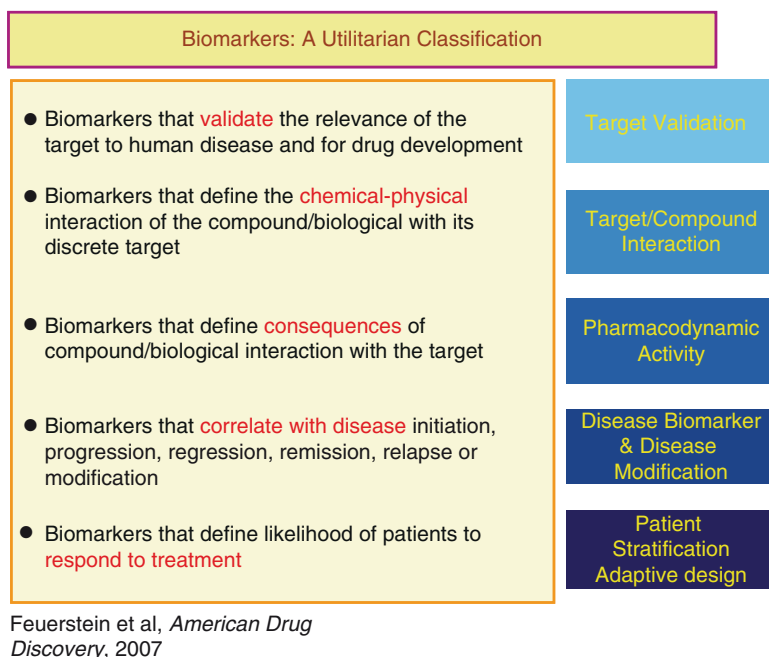 Biomarkers: A Utilitarian Classification
● Biomarkers that validate the relevance of the
target to human disease and for drug development
Target Validation
● Biomarkers that define the chemical-physical
interaction of the compound/biological with its
discrete target
Target/Compound
Interaction
● Biomarkers that define consequences of
compound/biological interaction with the target
Pharmacodynamic
Activity
● Biomarkers that correlate with disease initiation,
progression, regression, remission, relapse or
modification
Disease Biomarker
& Disease
Modification
● Biomarkers that define likelihood of patients to
respond to treatment
Patient
Stratification
Adaptive design
Feuerstein et al, American Drug
Discovery, 2007